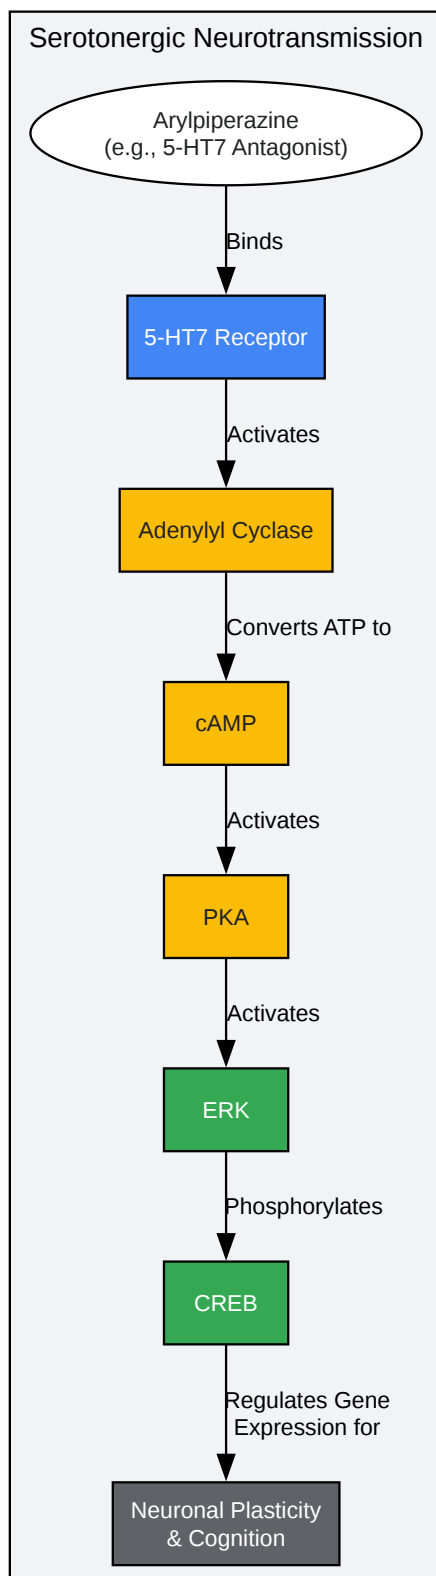 Serotonergic Neurotransmission
Arylpiperazine
(e.g., 5-HT7 Antagonist)
Binds
5-HT7 Receptor
Activates
Adenylyl Cyclase
Converts ATP to
cAMP
Activates
PKA
Activates
ERK
Phosphorylates
CREB
Regulates Gene
Expression for
Neuronal Plasticity
& Cognition